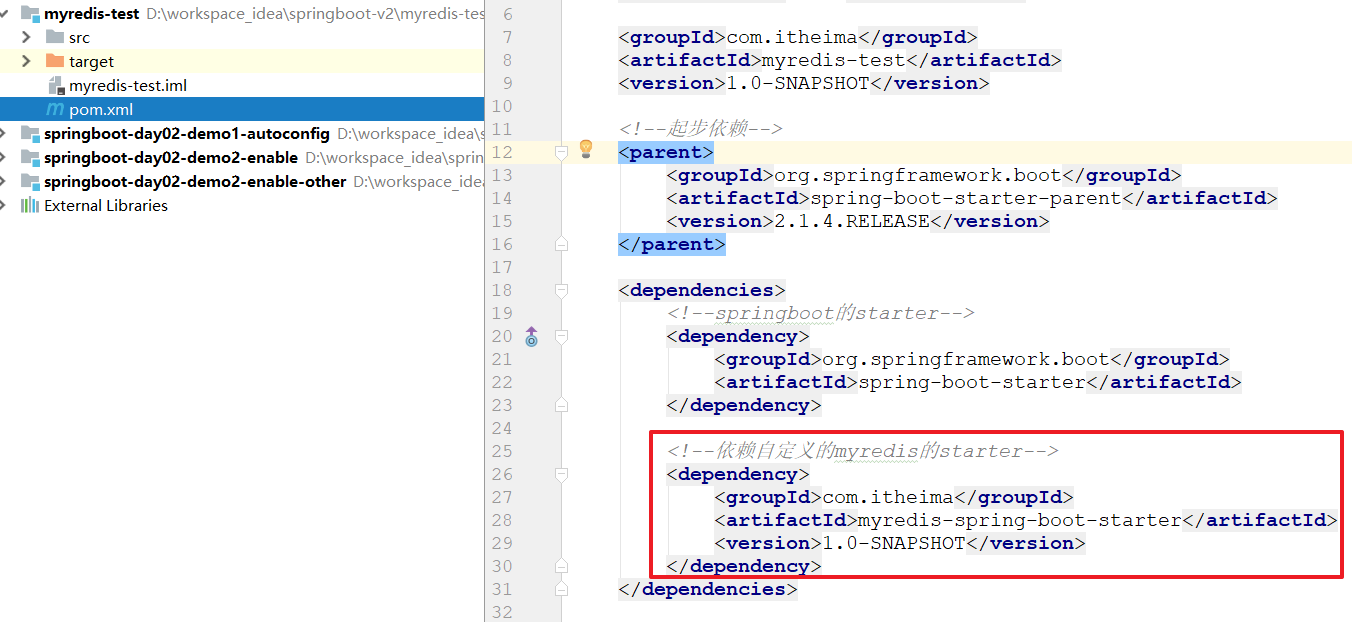 myredis-test D:\workspace_idea\springboot-v2\myredis-tes
src
target
myredis-test.iml
pom.xml
springboot-day02-demo1-autoconfig D:\workspace_idea\s
springboot-day02-demo2-enable D:\workspace_idea\sprin
springboot-day02-demo2-enable-other D:\workspace_idea
External Libraries
6
7 <groupId>com.itheima</groupId>
8 <artifactId>myredis-test</artifactId>
9 <version>1.0-SNAPSHOT</version>
10
11 <!--起步依赖-->
12 <parent>
13 <groupId>org.springframework.boot</groupId>
14 <artifactId>spring-boot-starter-parent</artifactId>
15 <version>2.1.4.RELEASE</version>
16 </parent>
17
18 <dependencies>
19 <!--springboot的starter-->
20 <dependency>
21 <groupId>org.springframework.boot</groupId>
22 <artifactId>spring-boot-starter</artifactId>
23 </dependency>
24
25 <!--依赖自定义的myredis的starter-->
26 <dependency>
27 <groupId>com.itheima</groupId>
28 <artifactId>myredis-spring-boot-starter</artifactId>
29 <version>1.0-SNAPSHOT</version>
30 </dependency>
31 </dependencies>
32